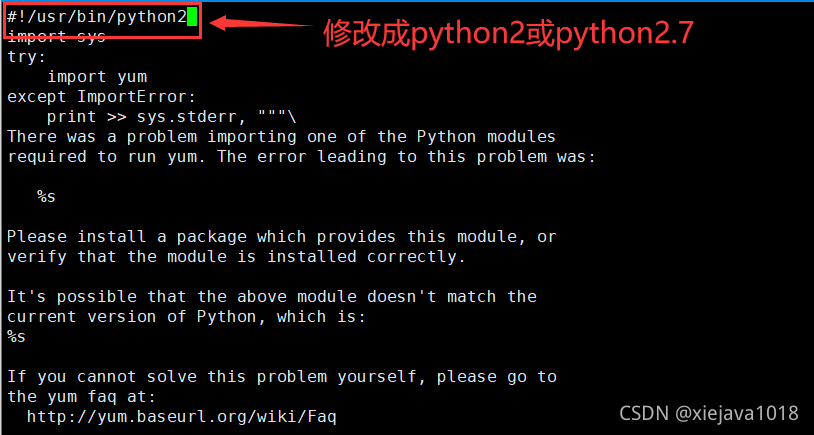 #!/usr/bin/python2
修改成python2或python2.7
import sys
try:
    import yum
except ImportError:
    print >> sys.stderr, """\
There was a problem importing one of the Python modules
required to run yum. The error leading to this problem was:
   %s
Please install a package which provides this module, or
verify that the module is installed correctly.
It's possible that the above module doesn't match the
current version of Python, which is:
%s
If you cannot solve this problem yourself, please go to
the yum faq at:
  http://yum.baseurl.org/wiki/Faq
CSDN @xiejava1018